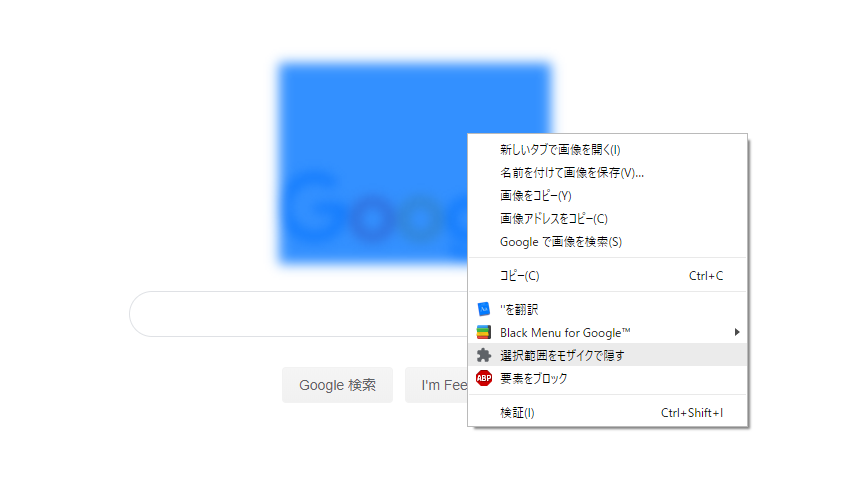 Goog
新しいタブで画像を開く(I)
名前を付けて画像を保存(V)...
画像をコピー(Y)
画像アドレスをコピー(C)
Google で画像を検索(S)
コピー(C) Ctrl+C
''を翻訳
Black Menu for Google™
選択範囲をモザイクで隠す
ABP 要素をブロック
Google 検索 I'm Fee
検証(I) Ctrl+Shift+I